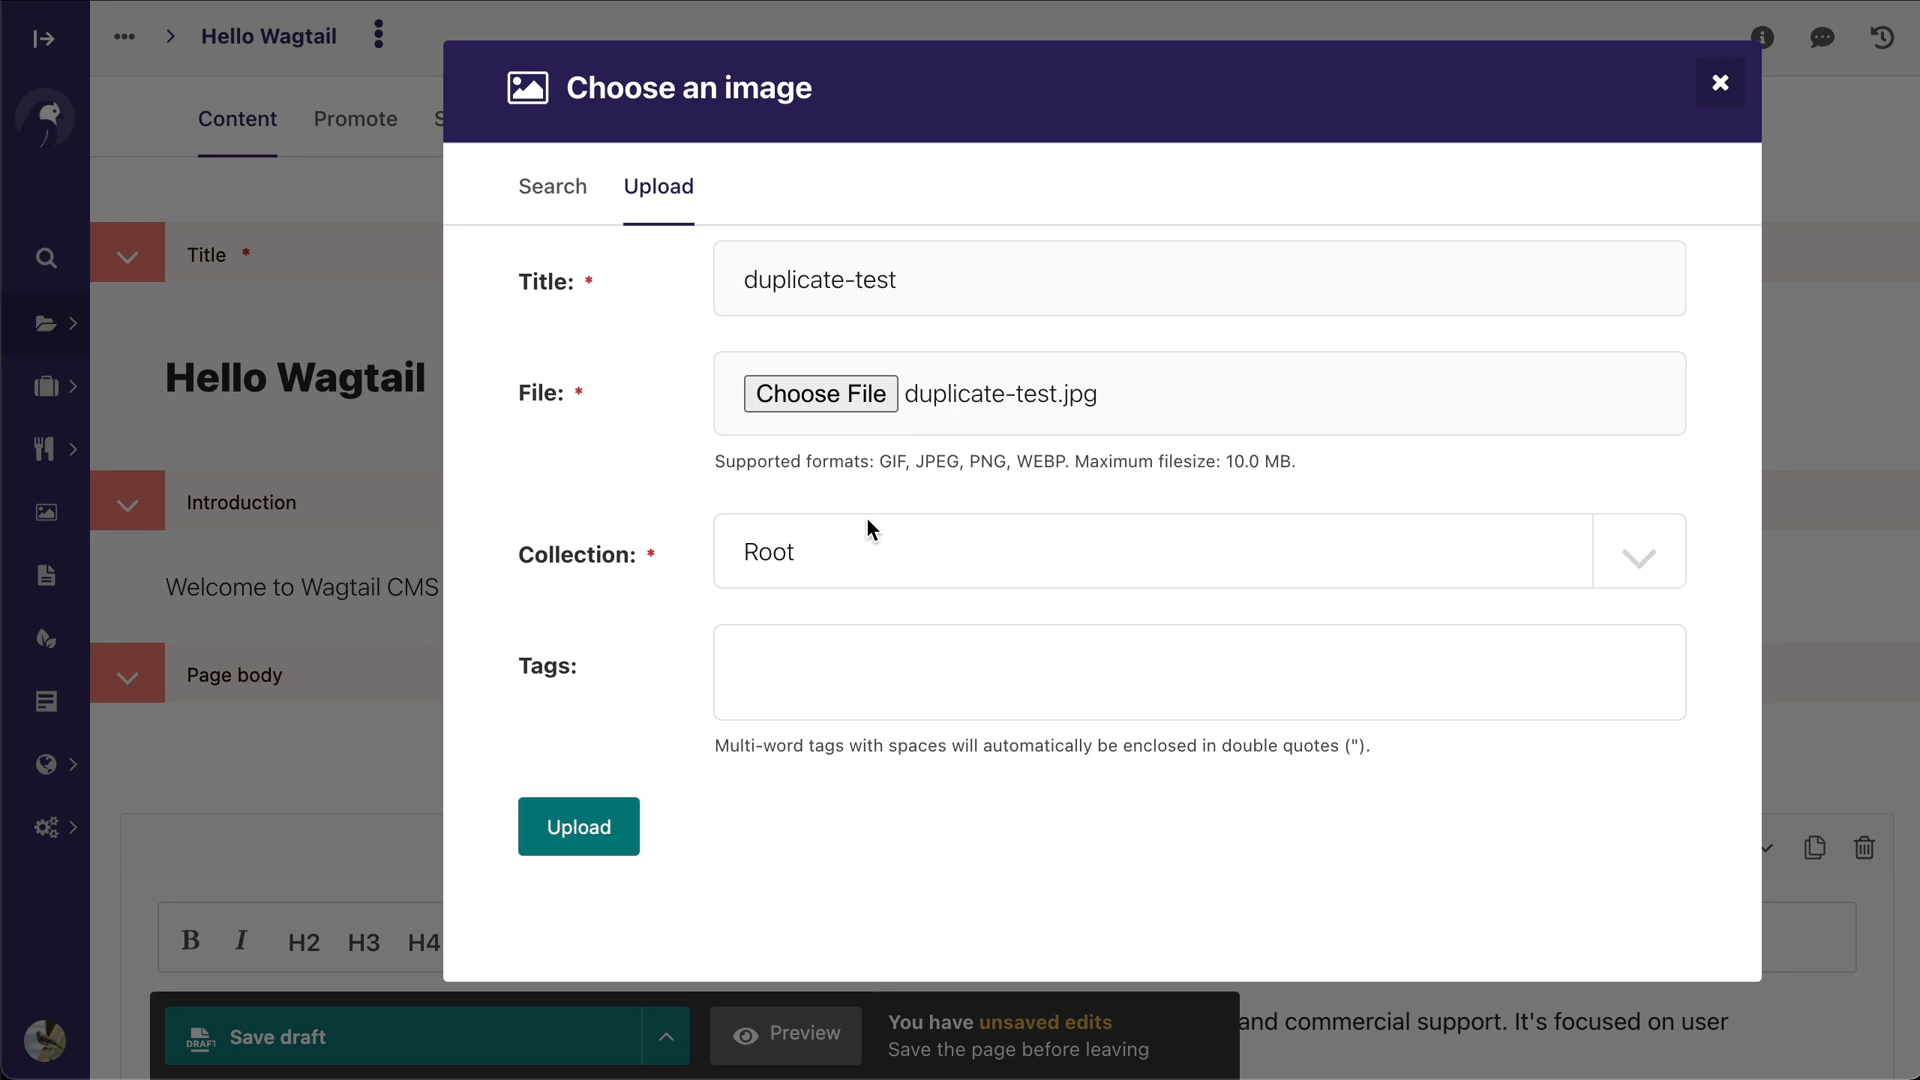 Hello Wagtail
Choose an image
Content Promote S
Search Upload
Title *
Title: *
duplicate-test
Hello Wagtail
File: *
Choose File duplicate-test.jpg
Supported formats: GIF, JPEG, PNG, WEBP. Maximum filesize: 10.0 MB.
Introduction
Collection: *
Root
Welcome to Wagtail CMS
Page body
Tags:
Multi-word tags with spaces will automatically be enclosed in double quotes (").
Upload
B I H2 H3 H4
DRAFT Save draft
Preview
You have unsaved edits
Save the page before leaving
and commercial support. It's focused on user